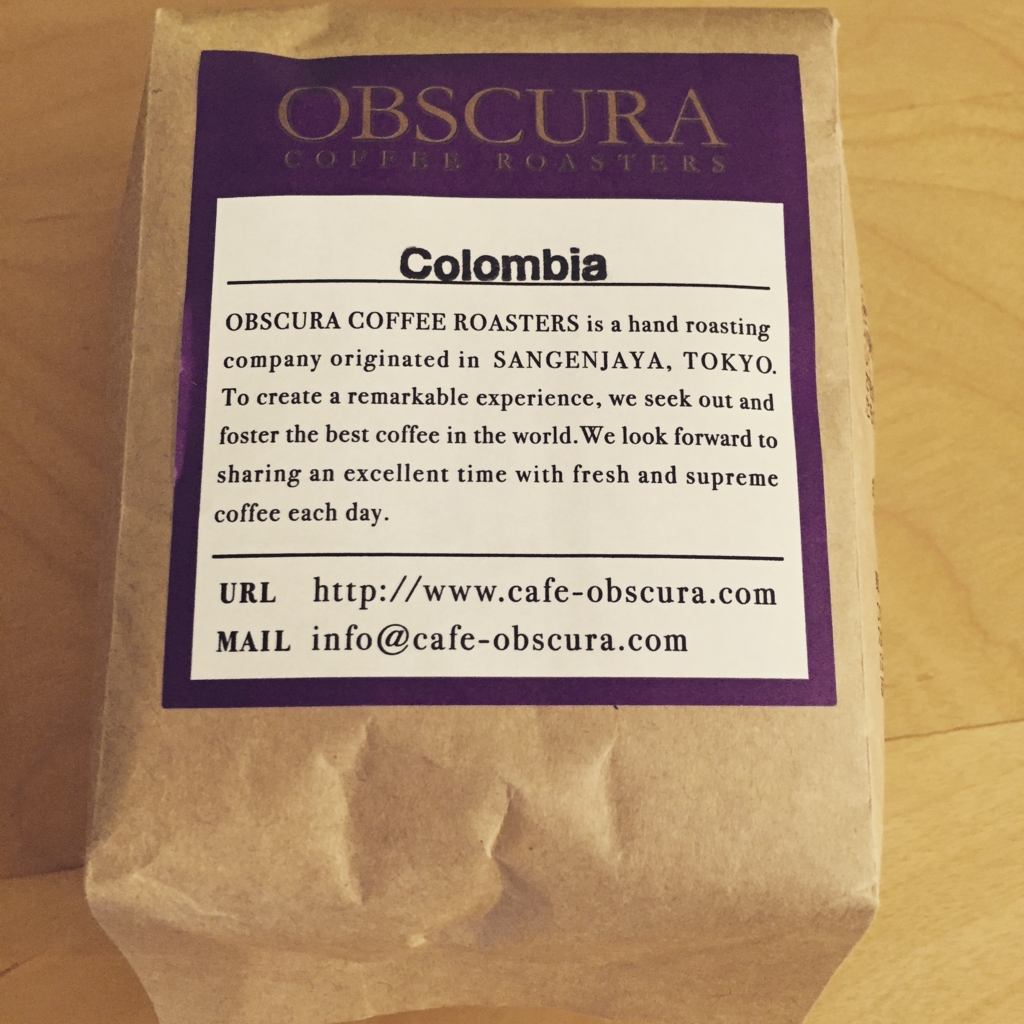 OBSCURA
COFFEE ROASTERS
Colombia
OBSCURA COFFEE ROASTERS is a hand roasting
company originated in SANGENJAYA, TOKYO.
To create a remarkable experience, we seek out and
foster the best coffee in the world.We look forward to
sharing an excellent time with fresh and supreme
coffee each day.
URL http://www.cafe-obscura.com
MAIL info@cafe-obscura.com